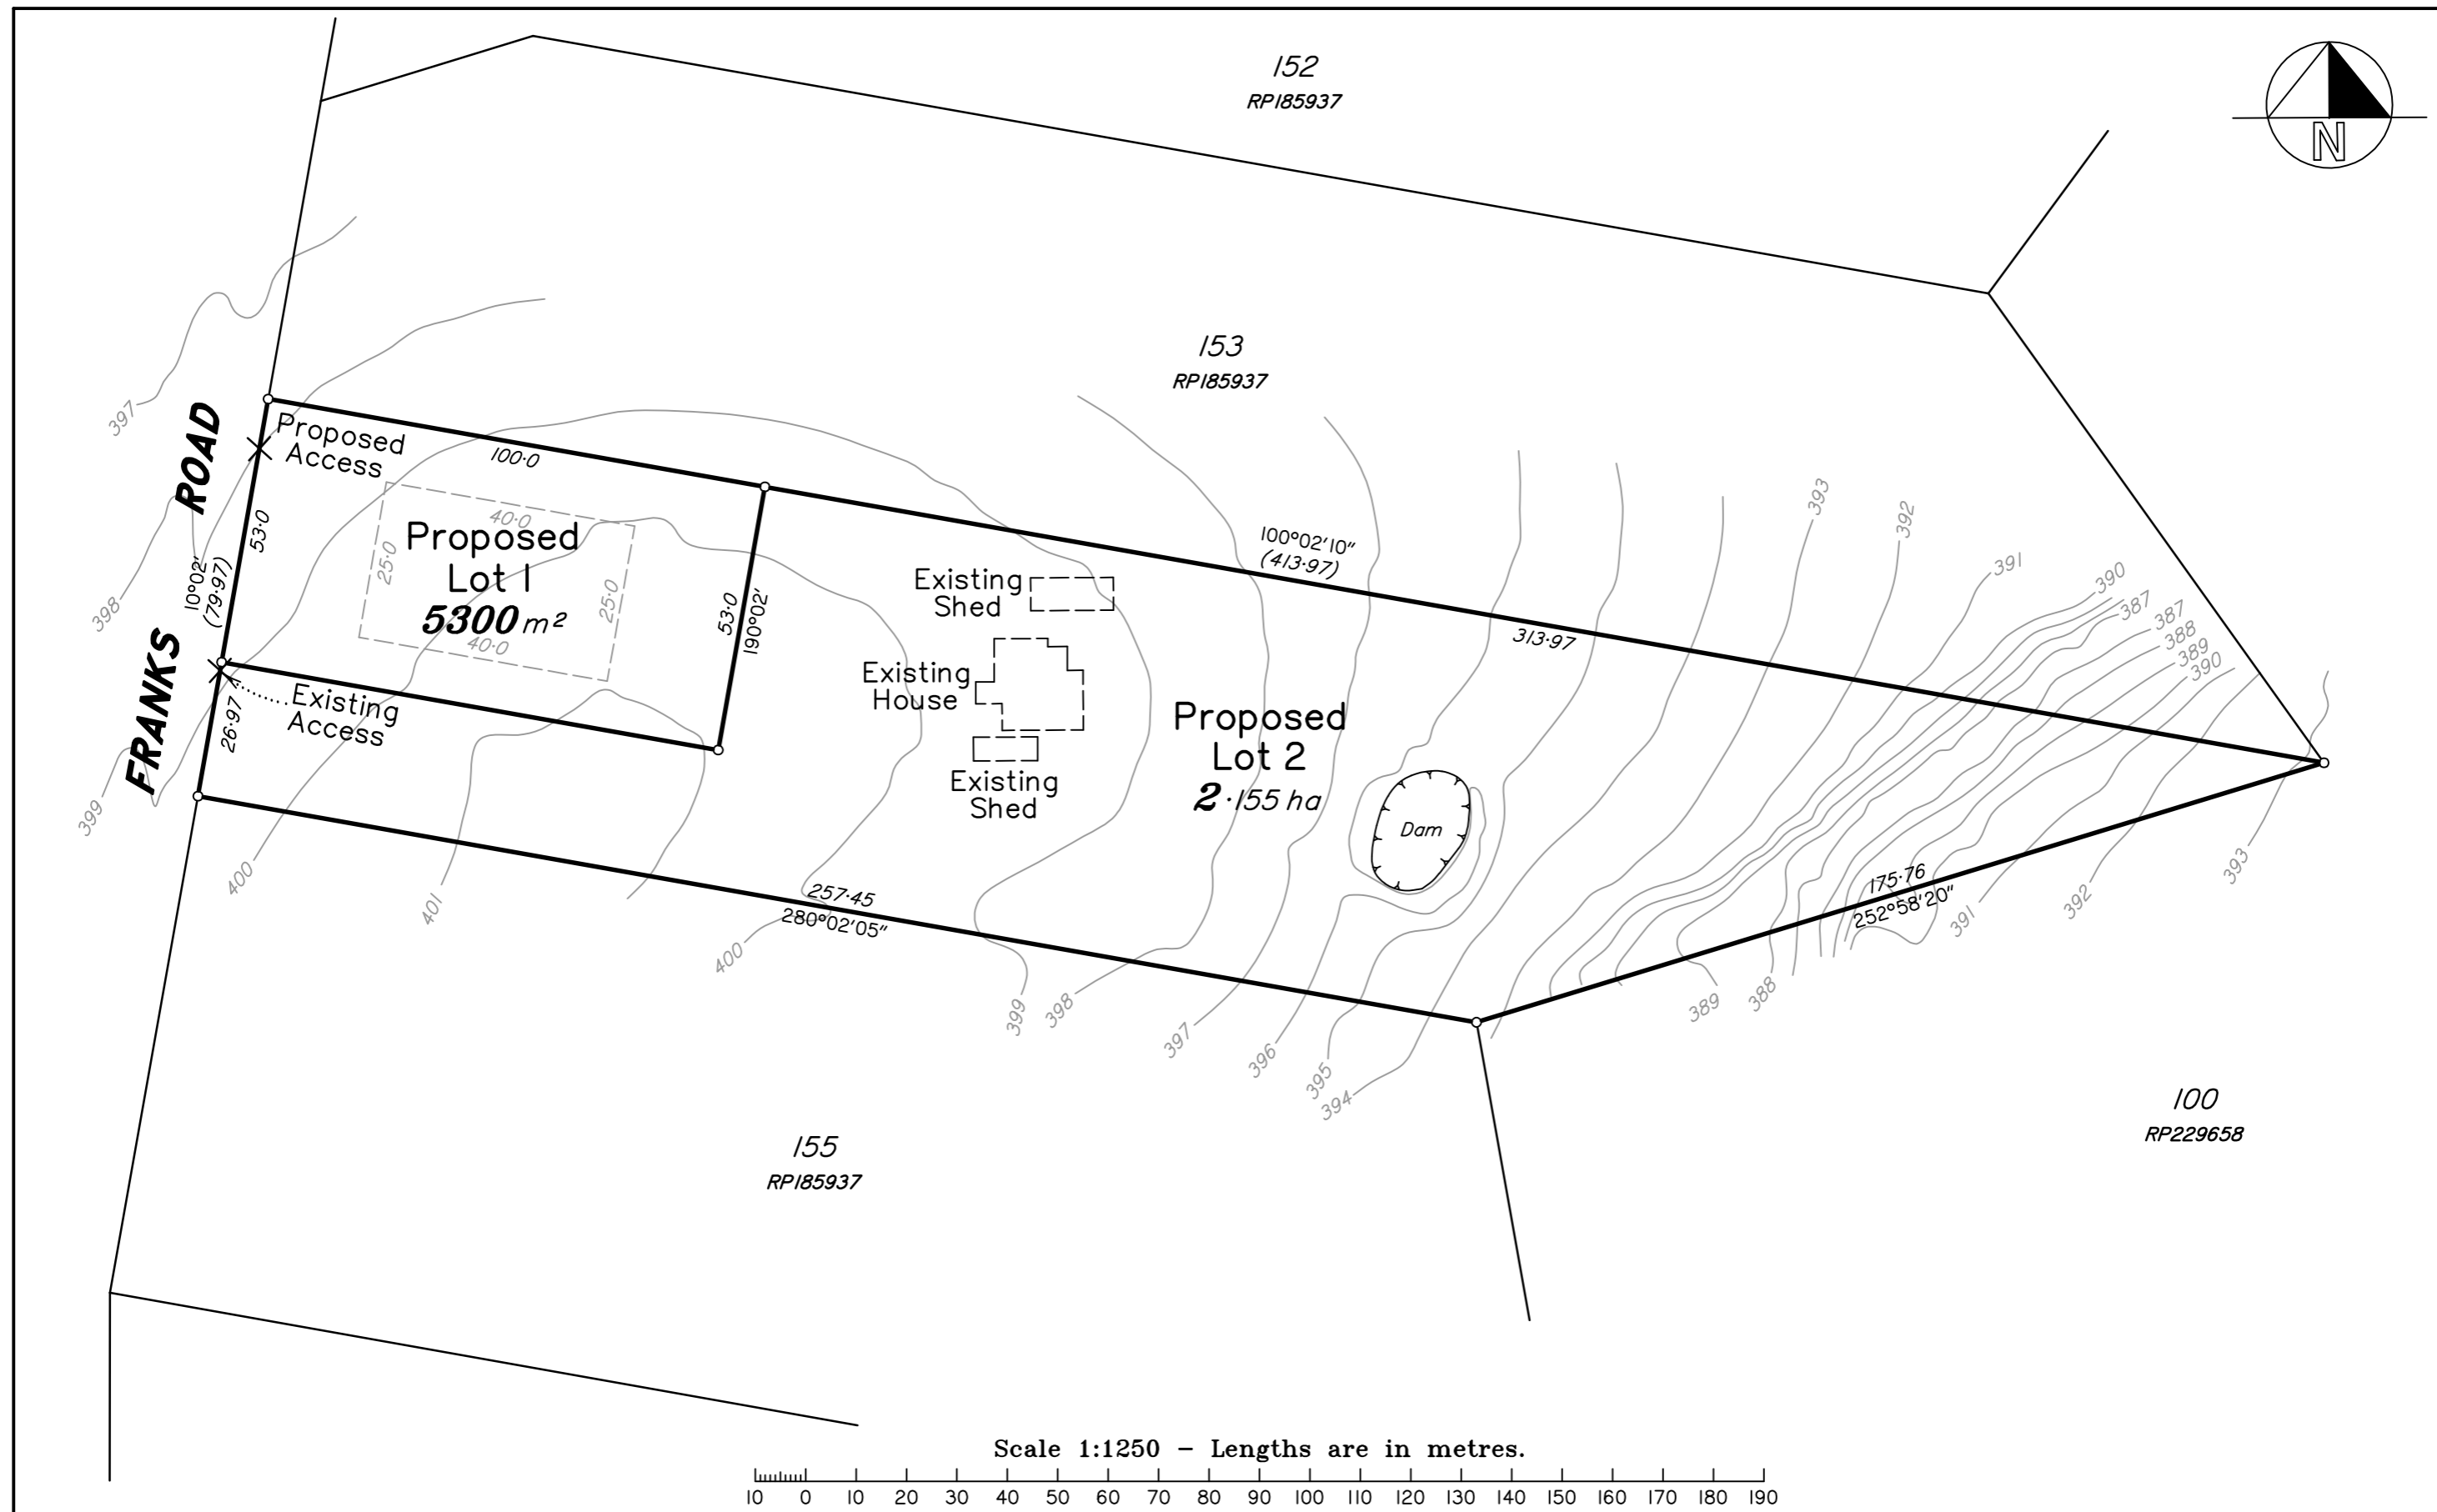 152
RP185937
N
153
RP185937
397
FRANKS ROAD
Proposed
Access
100·0
53·0
10°02′
(79·97)
40·0
25·0
Proposed
Lot 1
5300 m²
25·0
40·0
53·0
190°02′
Existing
Shed
Existing
House
Existing
Shed
100°02′10″
(413·97)
313·97
Proposed
Lot 2
2·155 ha
Dam
Existing
Access
26·97
257·45
280°02′05″
175·76
252°58′20″
393
392
391
390
387
387
388
389
390
398
399
400
401
400
399
398
397
396
395
394
389
388
391
392
393
155
RP185937
100
RP229658
Scale 1:1250 – Lengths are in metres.
10 0 10 20 30 40 50 60 70 80 90 100 110 120 130 140 150 160 170 180 190